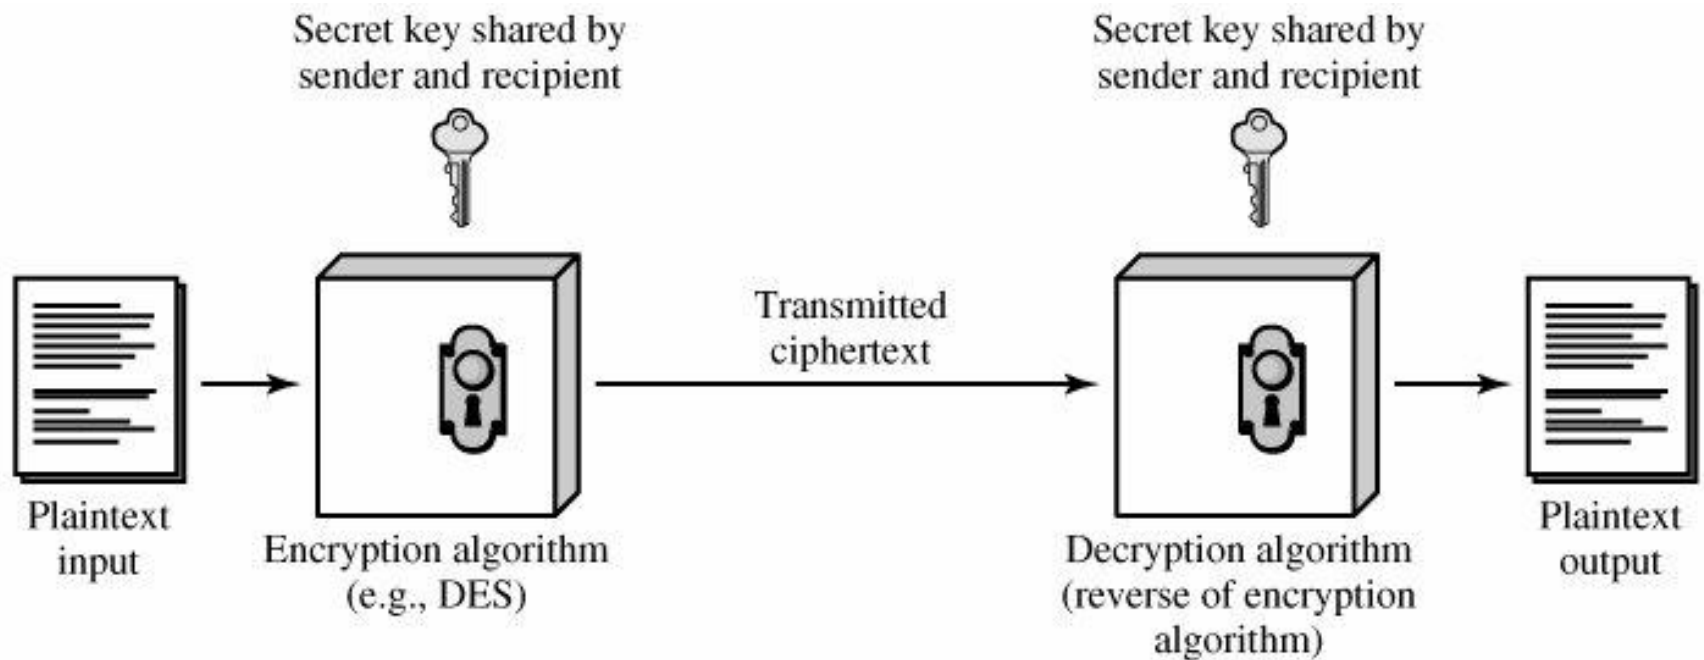 Secret key shared by
sender and recipient
Secret key shared by
sender and recipient
Transmitted
ciphertext
Plaintext
input
Encryption algorithm
(e.g., DES)
Decryption algorithm
(reverse of encryption
algorithm)
Plaintext
output